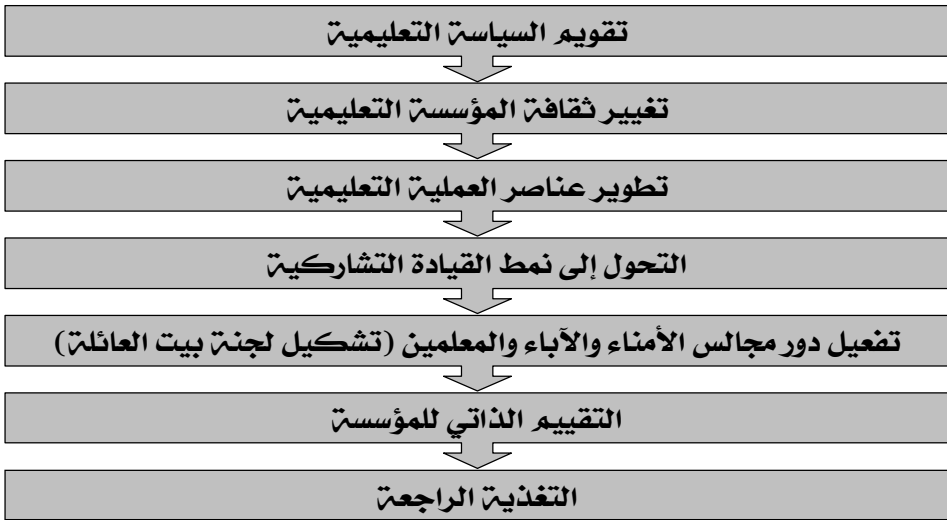 تقويم السياسة التعليمية
تغيير ثقافة المؤسسة التعليمية
تطوير عناصر العملية التعليمية
التحول إلى نمط القيادة التشاركية
تفعيل دور مجالس الأمناء والآباء والمعلمين (تشكيل لجنة بيت العائلة)
التقييم الذاتي للمؤسسة
التغذية الراجعة